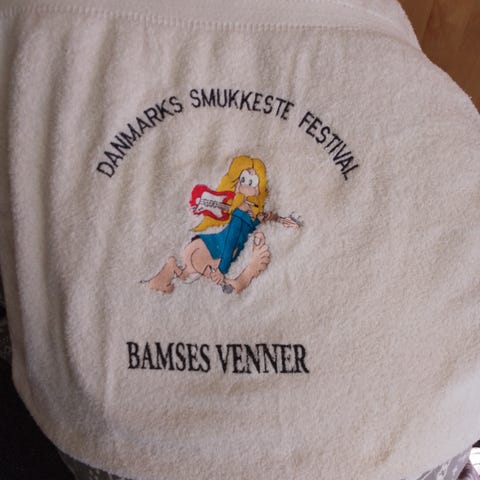 DANMARKS SMUKKESTE FESTIVAL
BAMSES VENNER